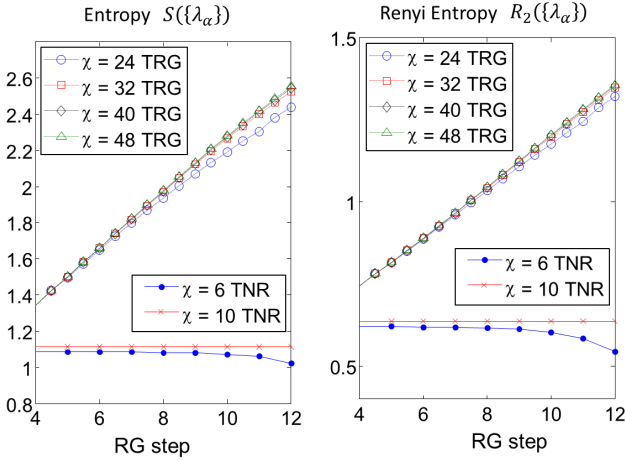 Entropy S({λα})
2.6
2.4
2.2
2
1.8
1.6
1.4
1.2
1
0.8
χ = 24 TRG
χ = 32 TRG
χ = 40 TRG
χ = 48 TRG
χ = 6 TNR
χ = 10 TNR
4 6 8 10 12
RG step
Renyi Entropy R₂({λα})
1.5
1
0.5
χ = 24 TRG
χ = 32 TRG
χ = 40 TRG
χ = 48 TRG
χ = 6 TNR
χ = 10 TNR
4 6 8 10 12
RG step